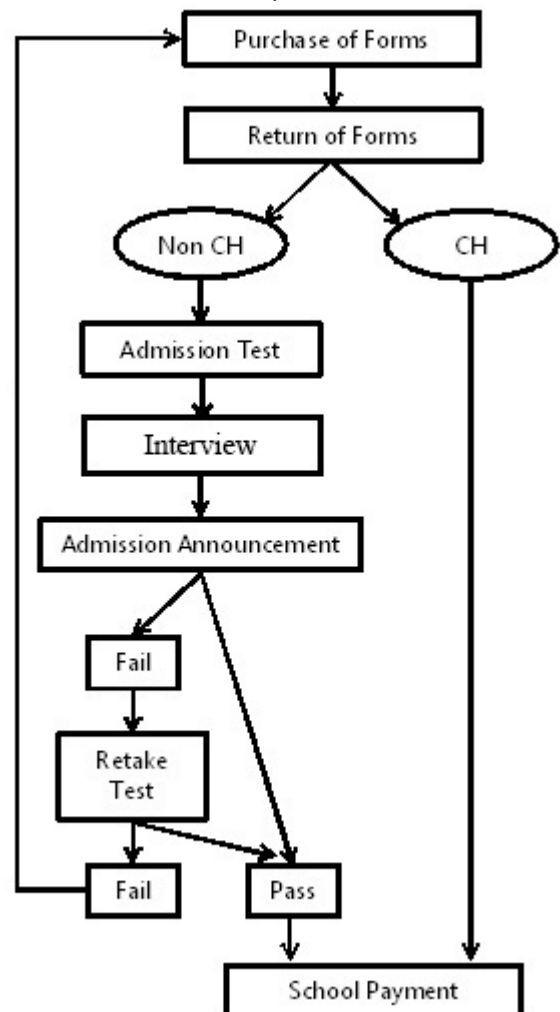 Purchase of Forms
Return of Forms
Non CH
CH
Admission Test
Interview
Admission Announcement
Fail
Retake
Test
Fail
Pass
School Payment